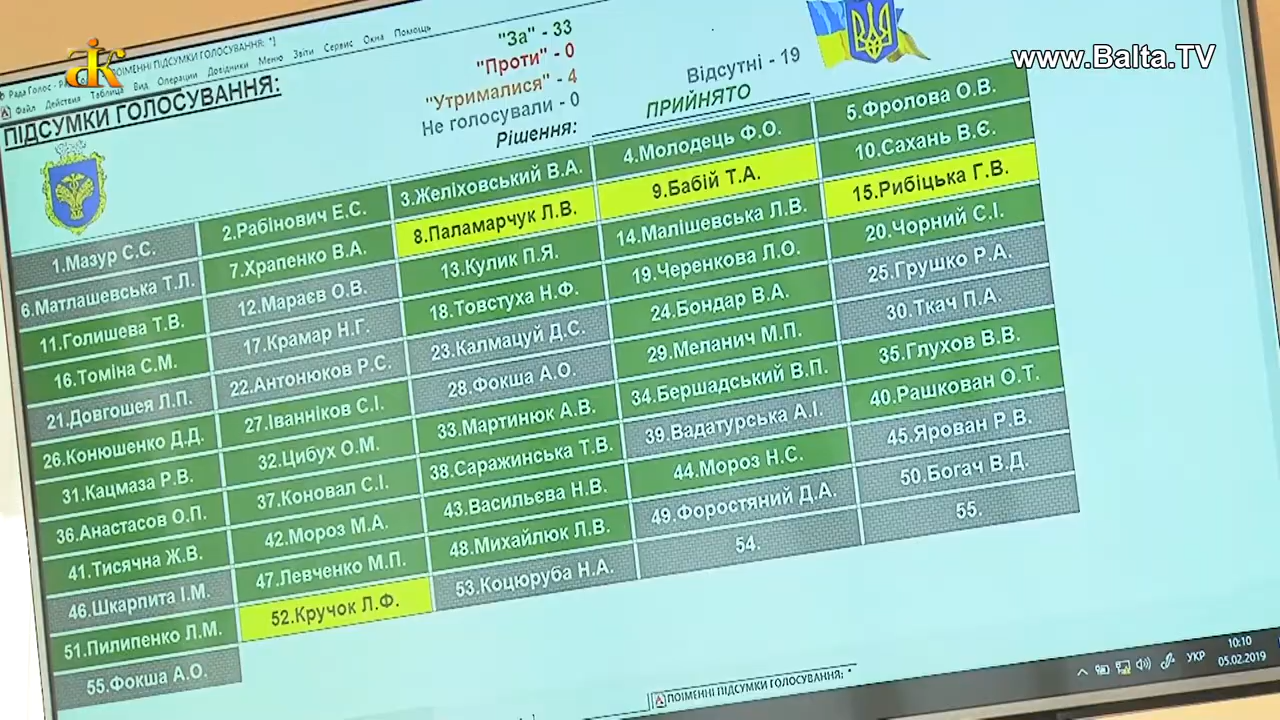 www.Balta.TV
ПОІМЕННІ ПІДСУМКИ ГОЛОСУВАННЯ:
Файл Действия Таблица Вид Операции Довідники Меню Звіти Сервис Окна Помощь
ПІДСУМКИ ГОЛОСУВАННЯ:
"За" - 33
"Проти" - 0
"Утрималися" - 4
Не голосували - 0
Відсутні - 19
Рішення:
ПРИЙНЯТО
1.Мазур С.С.
2.Рабінович Е.С.
3.Желіховський В.А.
4.Молодець Ф.О.
5.Фролова О.В.
6.Матлашевська Т.Л.
7.Храпенко В.А.
8.Паламарчук Л.В.
9.Бабій Т.А.
10.Сахань В.Є.
11.Голишева Т.В.
12.Мараєв О.В.
13.Кулик П.Я.
14.Малішевська Л.В.
15.Рибіцька Г.В.
16.Томіна С.М.
17.Крамар Н.Г.
18.Товстуха Н.Ф.
19.Черенкова Л.О.
20.Чорний С.І.
21.Довгошея Л.П.
22.Антонюков Р.С.
23.Калмацуй Д.С.
24.Бондар В.А.
25.Грушко Р.А.
26.Конюшенко Д.Д.
27.Іванніков С.І.
28.Фокша А.О.
29.Меланич М.П.
30.Ткач П.А.
31.Кацмаза Р.В.
32.Цибух О.М.
33.Мартинюк А.В.
34.Бершадський В.П.
35.Глухов В.В.
36.Анастасов О.П.
37.Коновал С.І.
38.Саражинська Т.В.
39.Вадатурська А.І.
40.Рашкован О.Т.
41.Тисячна Ж.В.
42.Мороз М.А.
43.Васильєва Н.В.
44.Мороз Н.С.
45.Ярован Р.В.
46.Шкарпита І.М.
47.Левченко М.П.
48.Михайлюк Л.В.
49.Форостяний Д.А.
50.Богач В.Д.
51.Пилипенко Л.М.
52.Кручок Л.Ф.
53.Коцюруба Н.А.
54.
55.
55.Фокша А.О.
ПОІМЕННІ ПІДСУМКИ ГОЛОСУВАННЯ:
УКР
10:10
05.02.2019